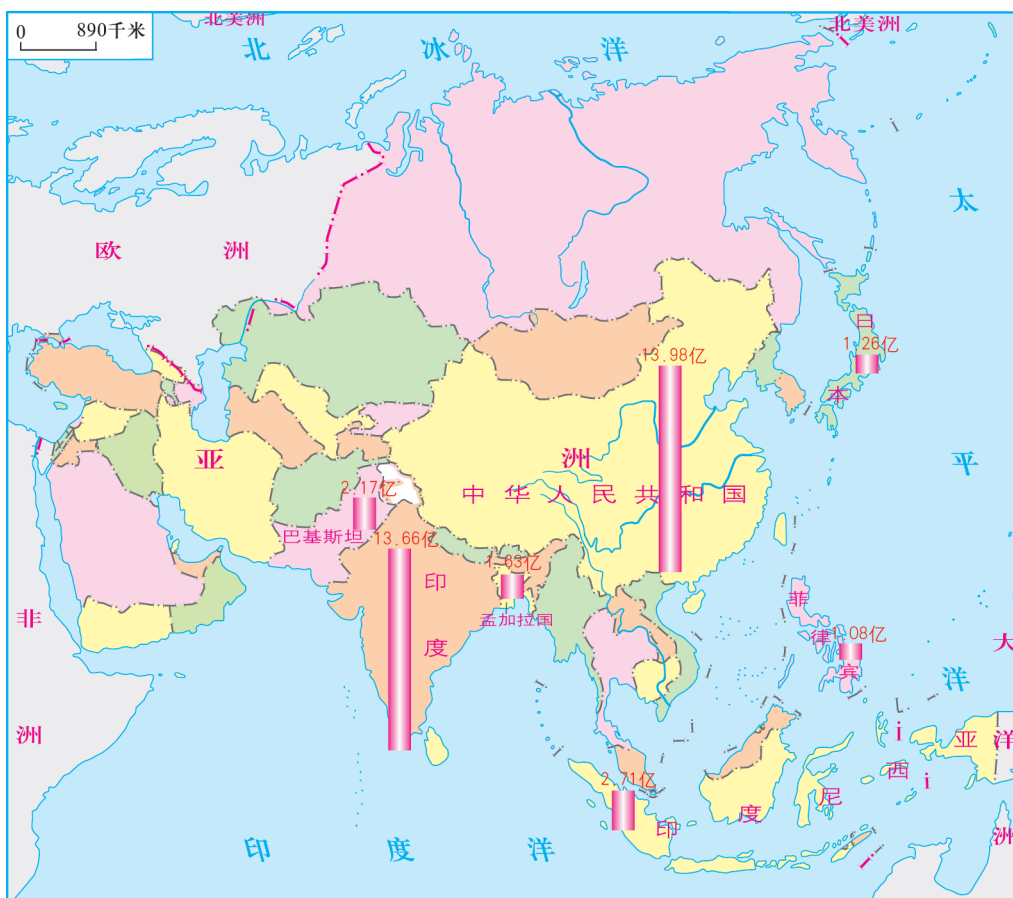 北美洲
北美洲
0 890千米
北冰洋
太平洋
欧洲
日本
1.26亿
13.98亿
亚洲
中华人民共和国
2.17亿
巴基斯坦
13.66亿
印度
1.63亿
孟加拉国
非洲
菲律宾
1.08亿
大洋洲
2.71亿
印度尼西亚
印度洋